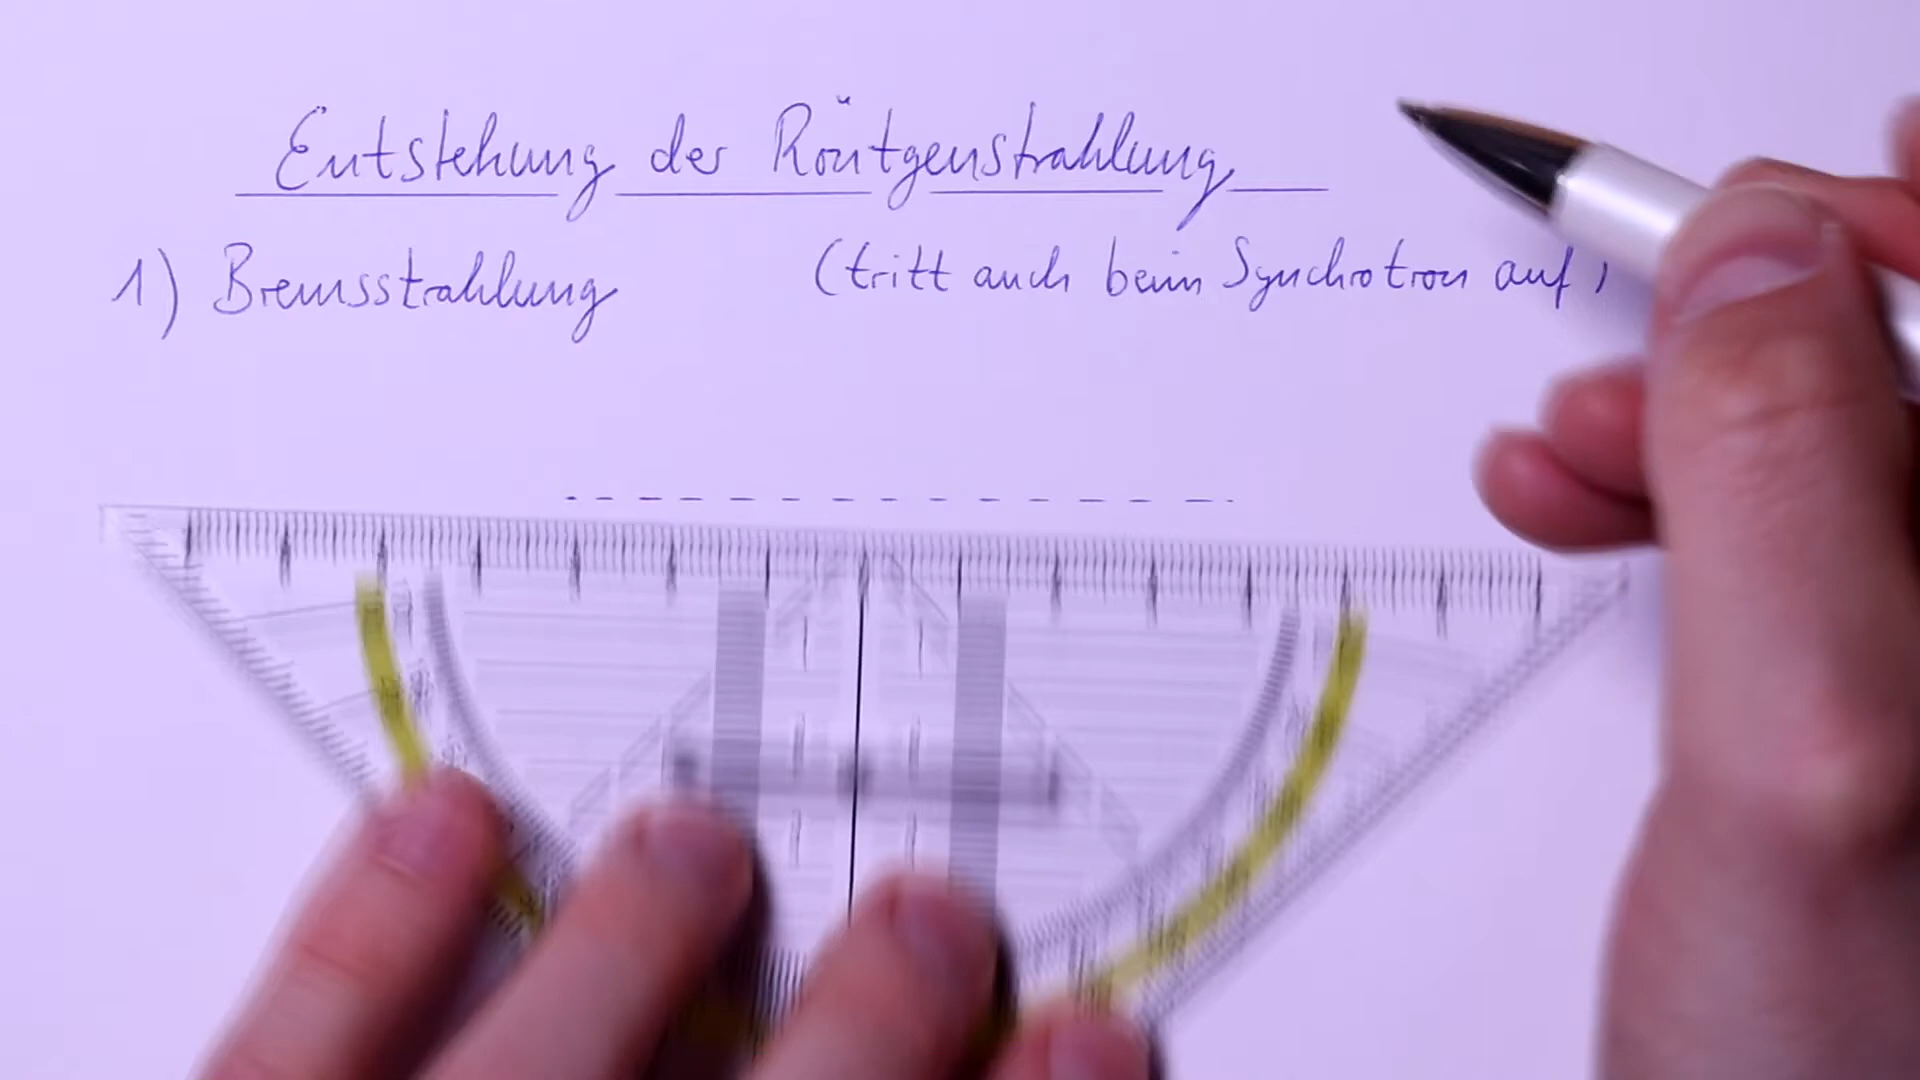 Entstehung der Röntgenstrahlung
1) Bremsstrahlung (tritt auch beim Synchrotron auf)